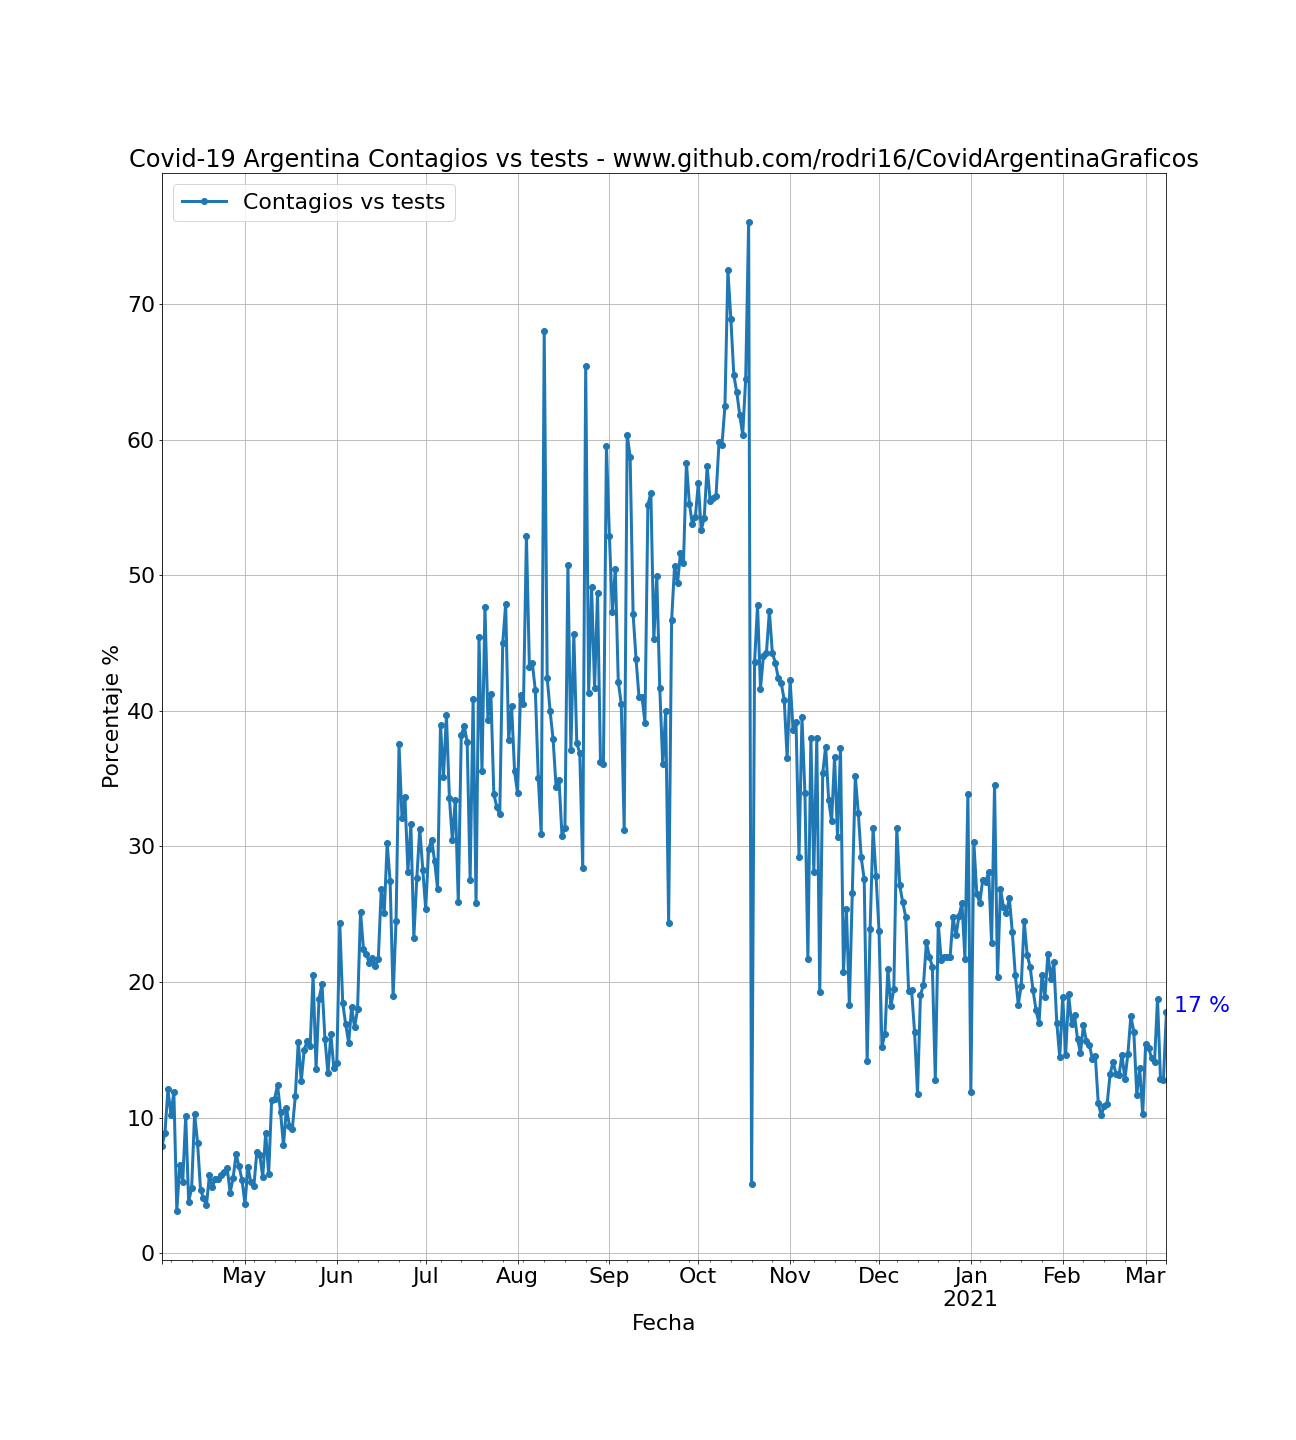 Covid-19 Argentina Contagios vs tests - www.github.com/rodri16/CovidArgentinaGraficos
Contagios vs tests
70
60
50
40
30
20
10
0
Porcentaje %
17 %
May Jun Jul Aug Sep Oct Nov Dec Jan Feb Mar
2021
Fecha